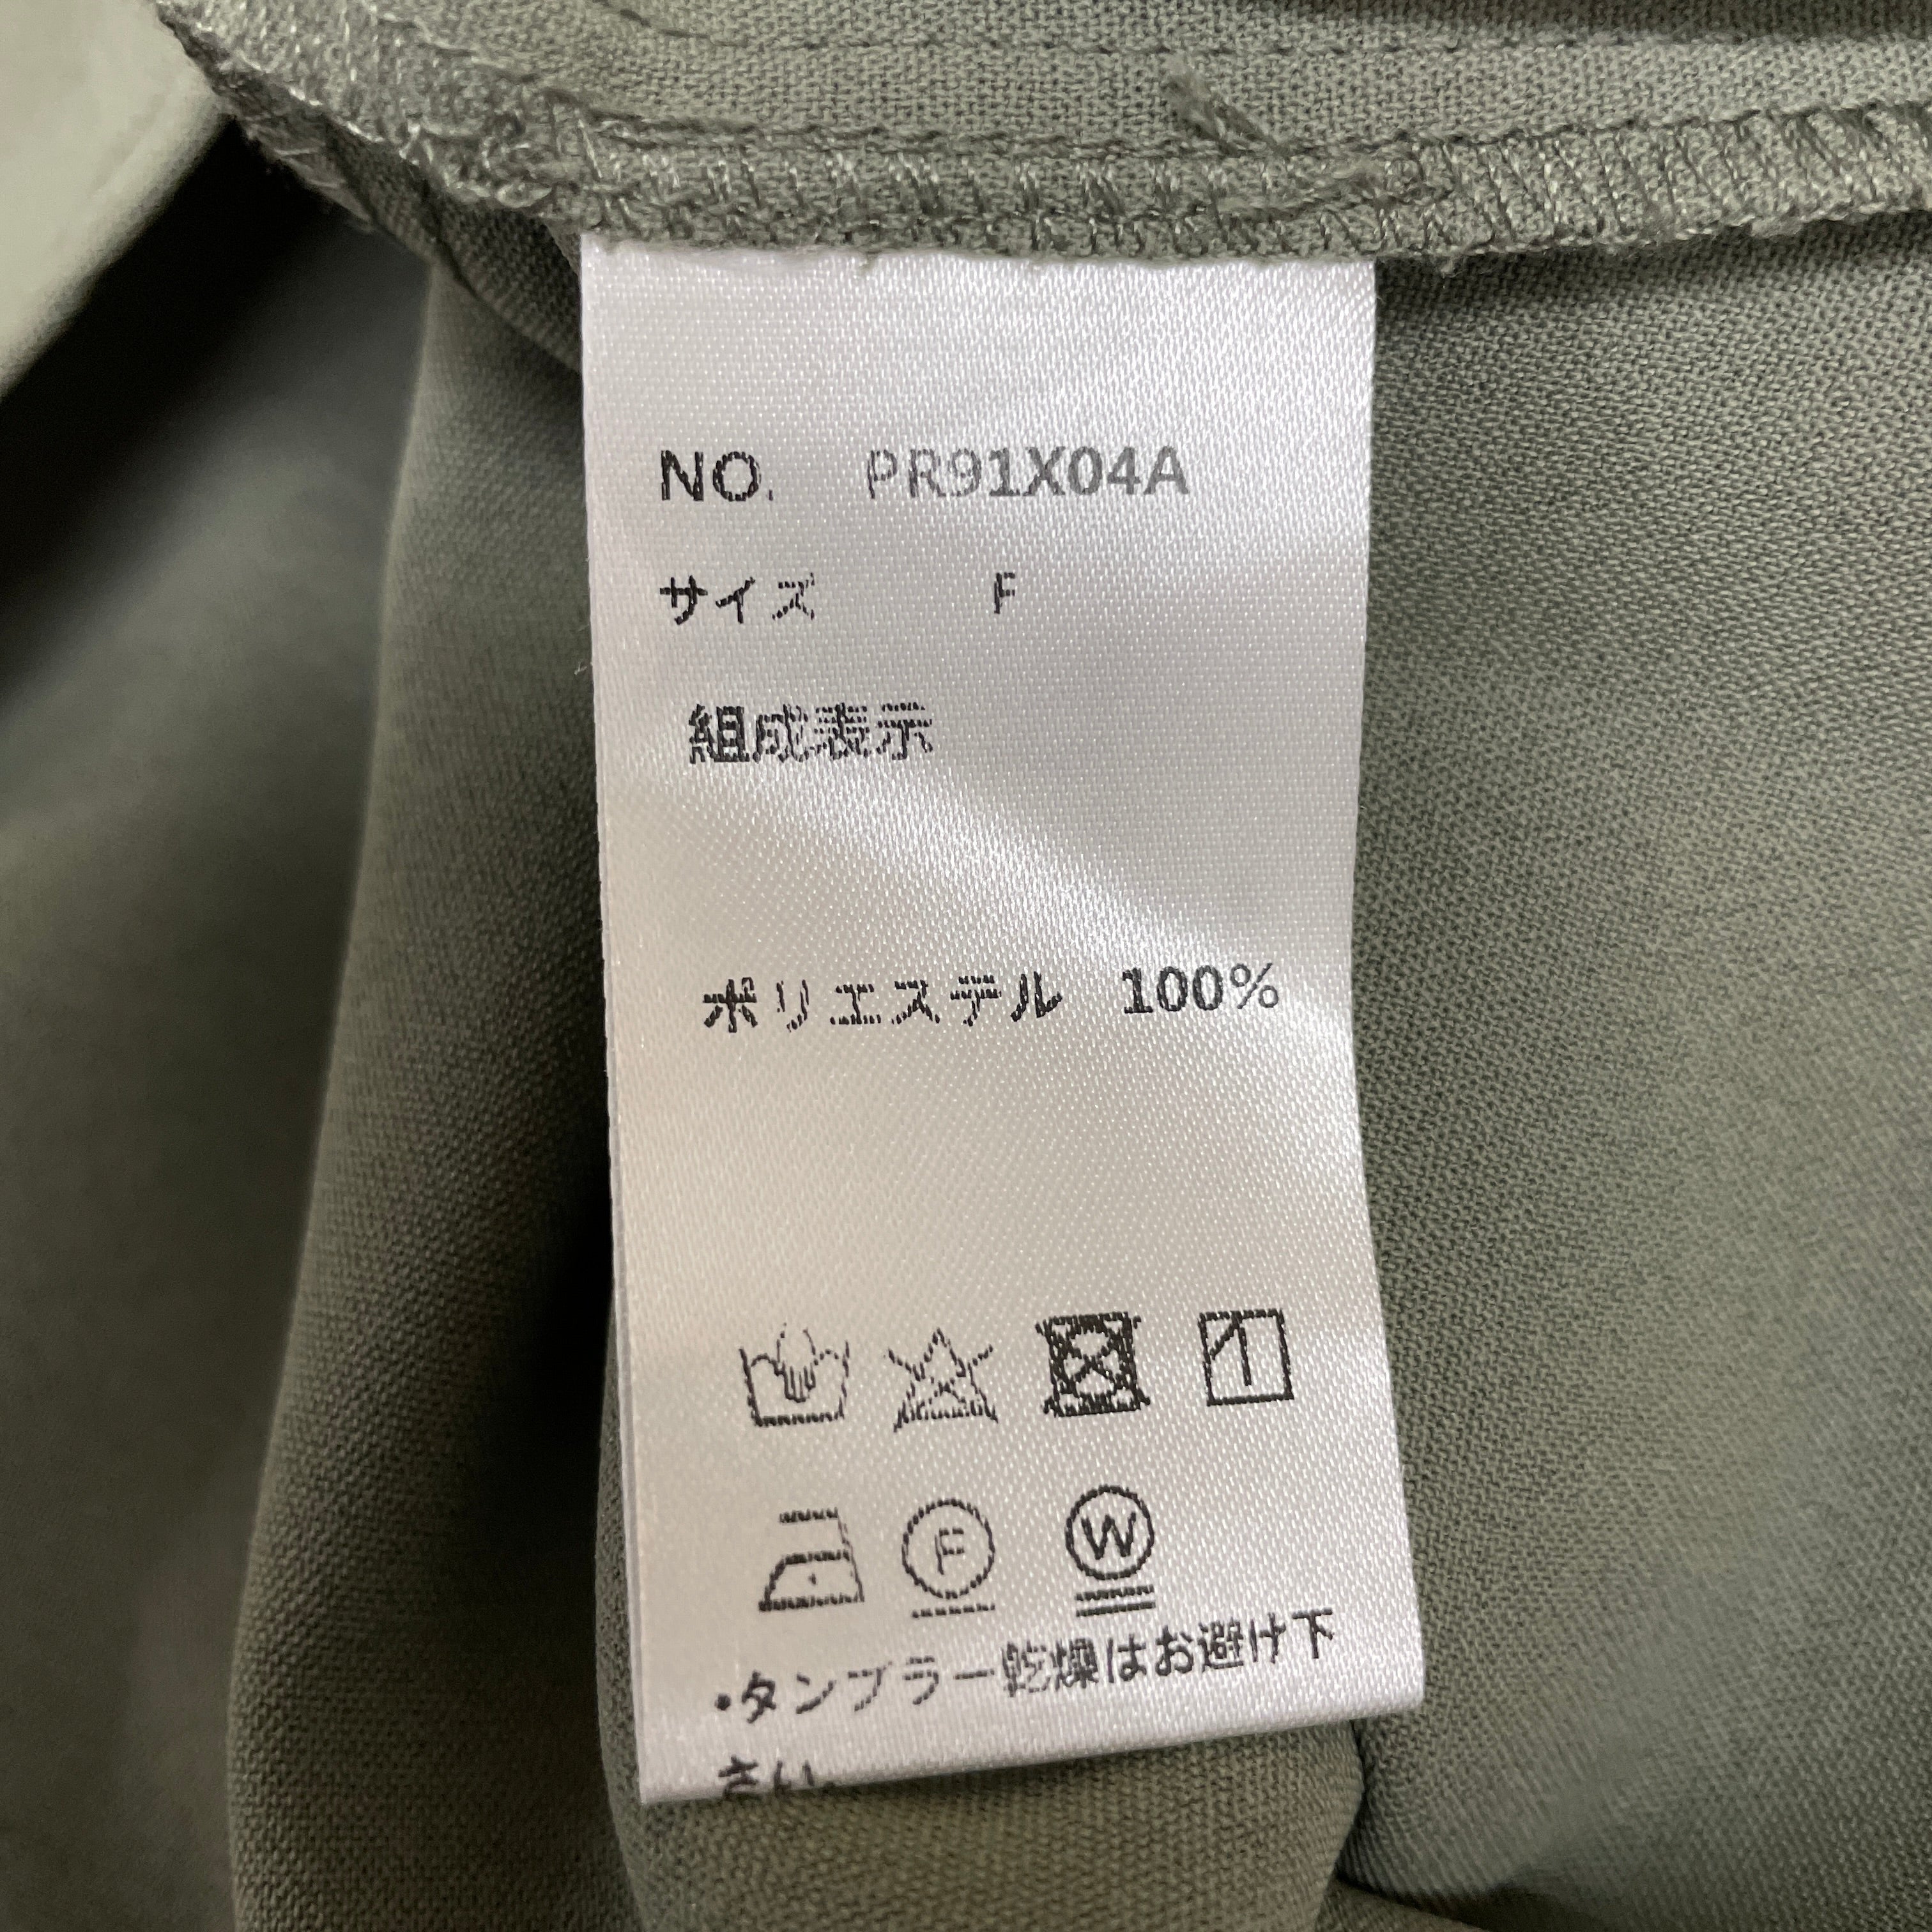 NO. PR91X04A
サイズ F
組成表示
ポリエステル 100%
F W
・タンブラー乾燥はお避け下
さい。